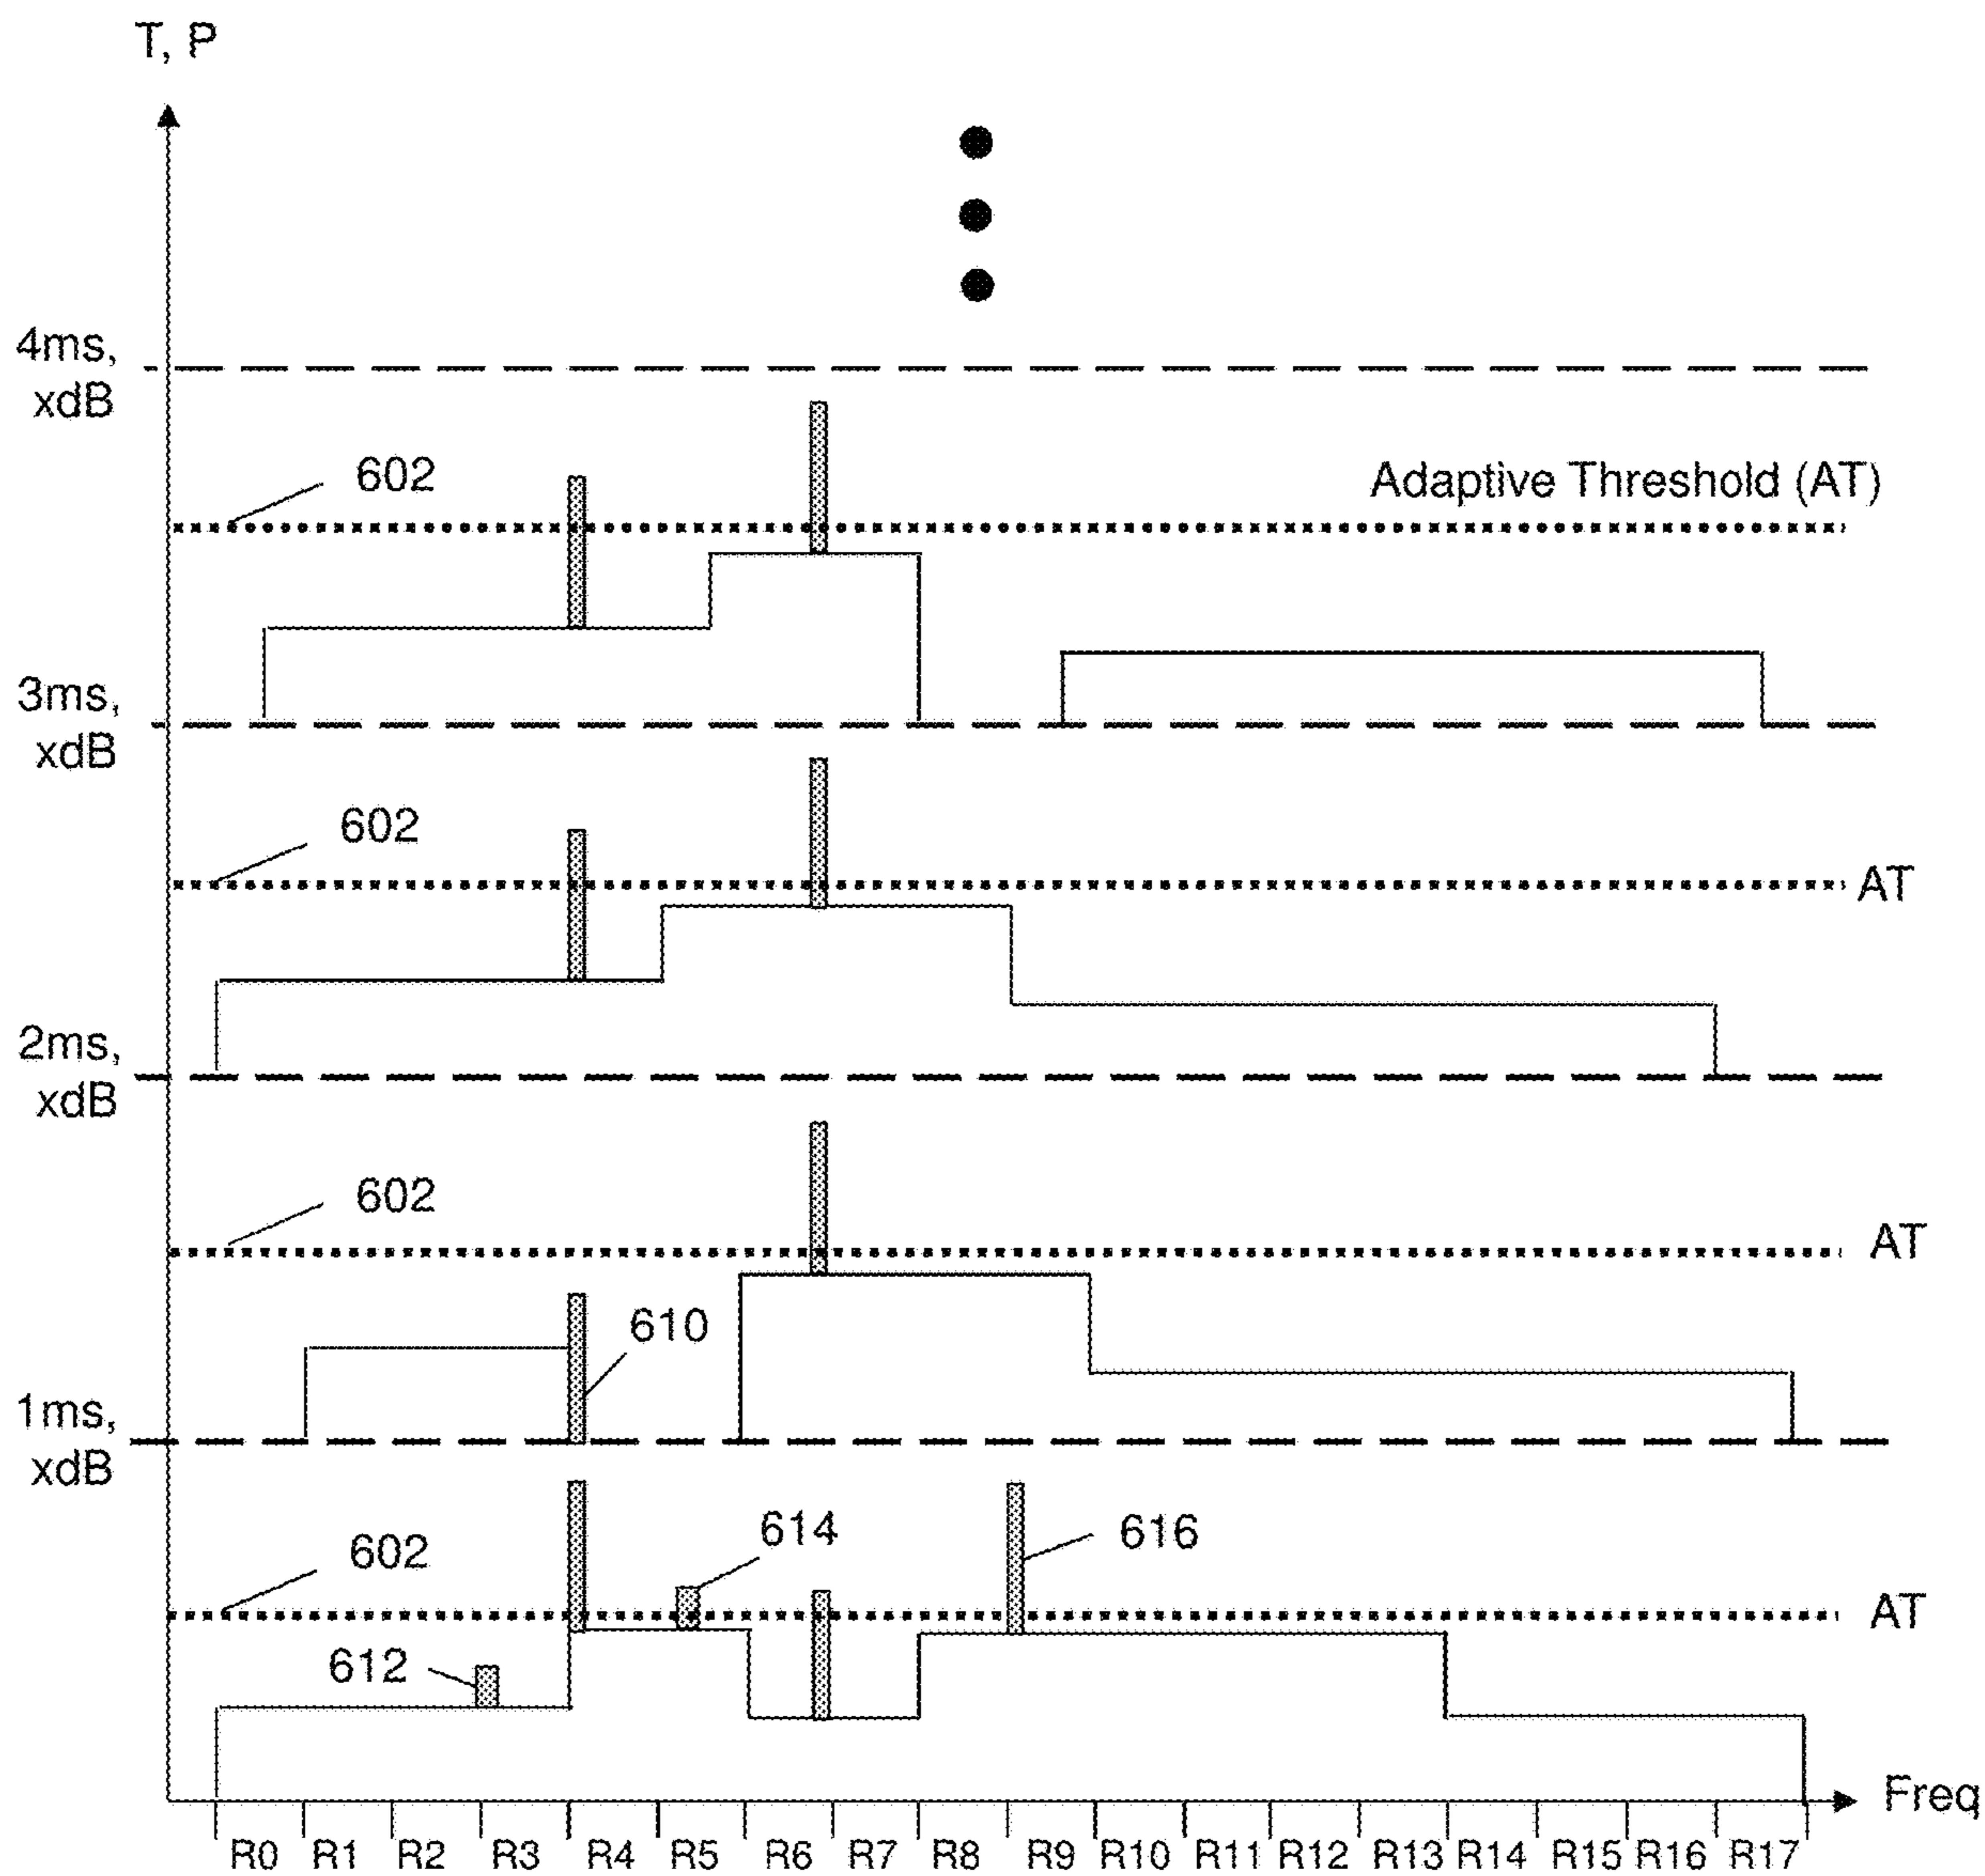 T, P
4ms,
xdB
602
Adaptive Threshold (AT)
3ms,
xdB
602
AT
2ms,
xdB
602
AT
610
1ms,
xdB
614
616
602
AT
612
Freq
R0 R1 R2 R3 R4 R5 R6 R7 R8 R9 R10 R11 R12 R13 R14 R15 R16 R17